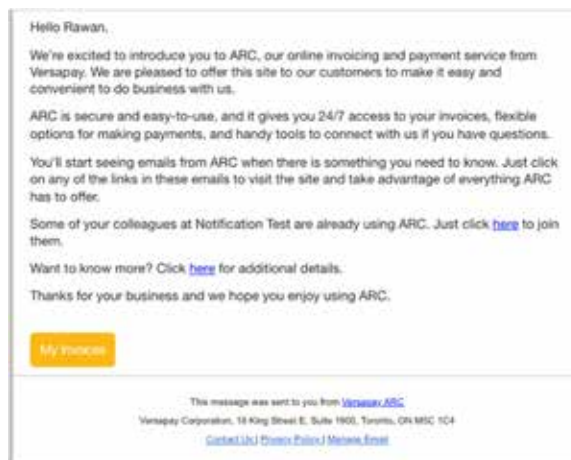 Hello Rawan,
We're excited to introduce you to ARC, our online invoicing and payment service from
Versapay. We are pleased to offer this site to our customers to make it easy and
convenient to do business with us.
ARC is secure and easy-to-use, and it gives you 24/7 access to your invoices, flexible
options for making payments, and handy tools to connect with us if you have questions.
You'll start seeing emails from ARC when there is something you need to know. Just click
on any of the links in these emails to visit the site and take advantage of everything ARC
has to offer.
Some of your colleagues at Notification Test are already using ARC. Just click here to join
them.
Want to know more? Click here for additional details.
Thanks for your business and we hope you enjoy using ARC.
My Invoices
This message was sent to you from Versapay ARC
Versapay Corporation, 18 King Street E, Suite 1800, Toronto, ON M5C 1C4
Contact Us | Privacy Policy | Manage Email